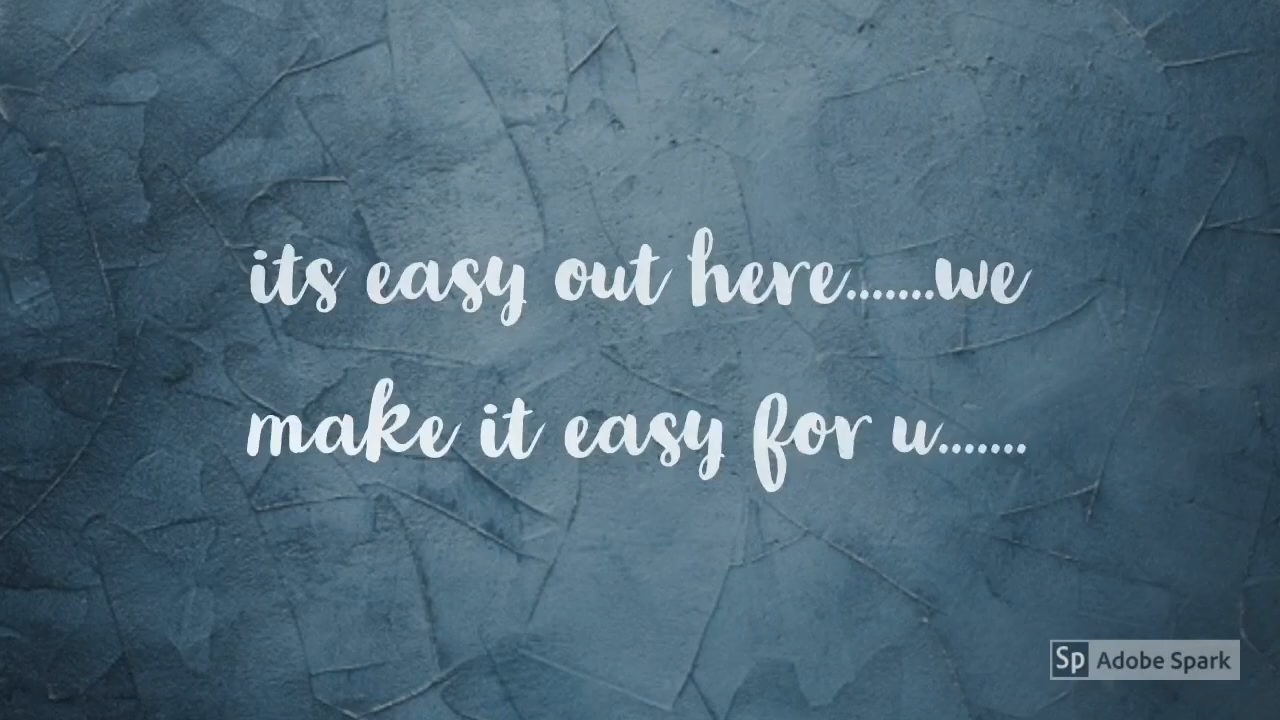 its easy out here.......we
make it easy for u.......
Sp Adobe Spark